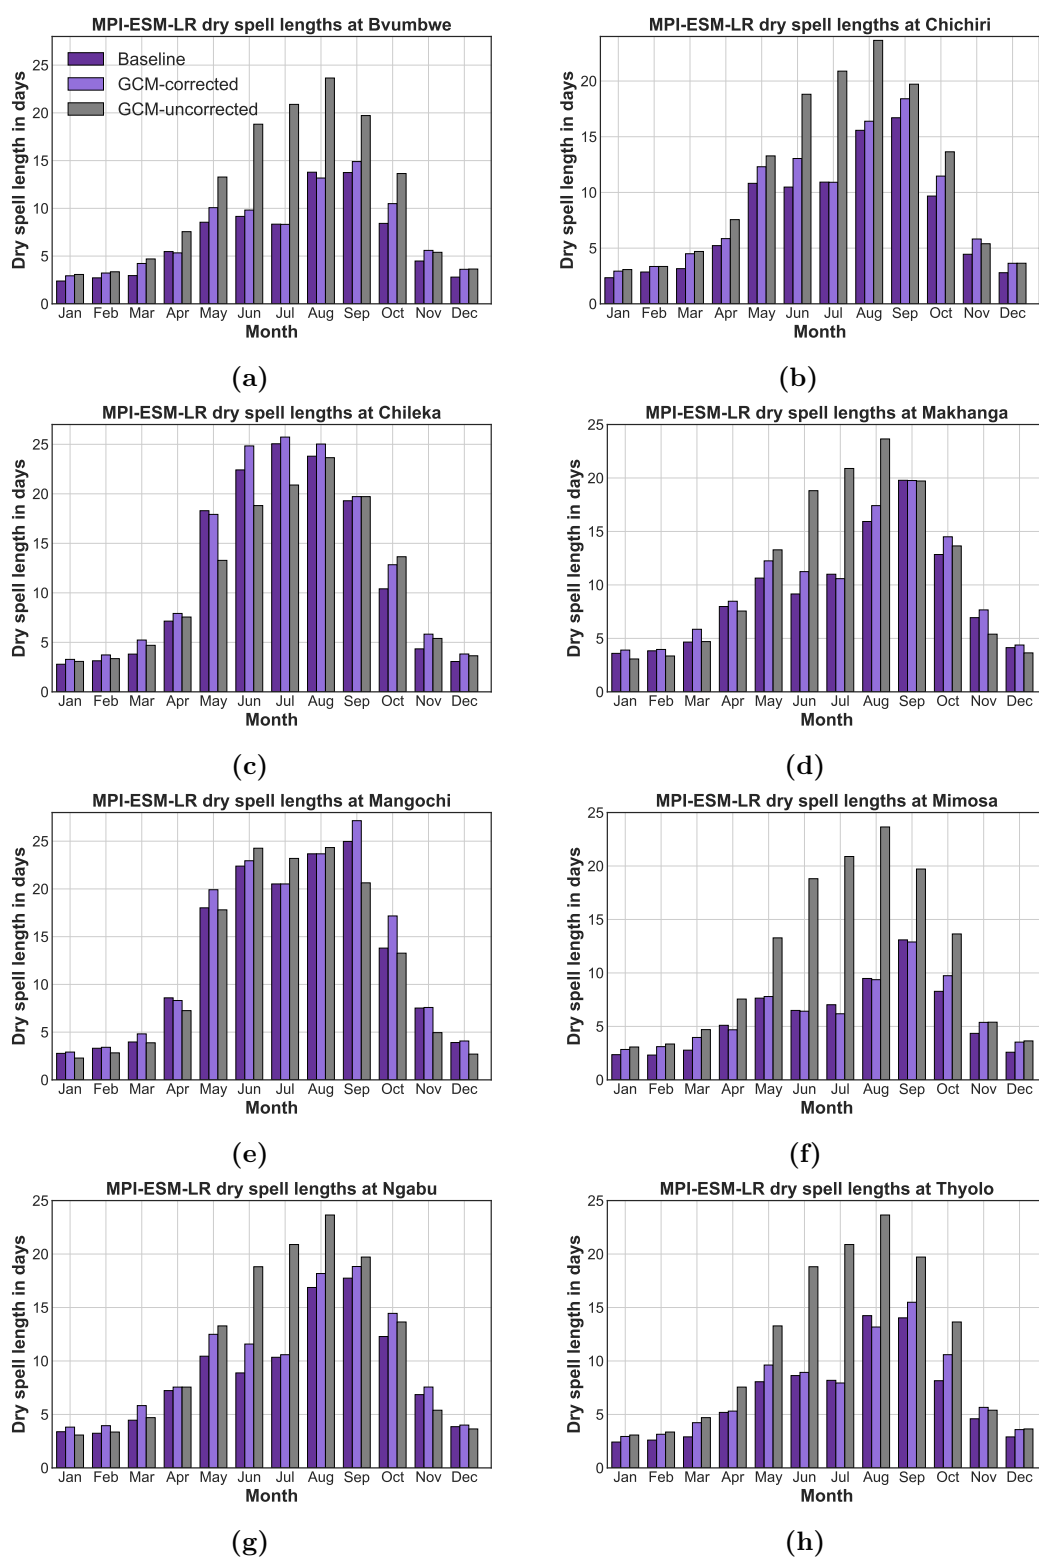 MPI-ESM-LR dry spell lengths at Bvumbwe
Baseline
GCM-corrected
GCM-uncorrected
Dry spell length in days
25
20
15
10
5
0
Jan Feb Mar Apr May Jun Jul Aug Sep Oct Nov Dec
Month
(a)
MPI-ESM-LR dry spell lengths at Chichiri
Dry spell length in days
20
15
10
5
0
Jan Feb Mar Apr May Jun Jul Aug Sep Oct Nov Dec
Month
(b)
MPI-ESM-LR dry spell lengths at Chileka
Dry spell length in days
25
20
15
10
5
0
Jan Feb Mar Apr May Jun Jul Aug Sep Oct Nov Dec
Month
(c)
MPI-ESM-LR dry spell lengths at Makhanga
Dry spell length in days
25
20
15
10
5
0
Jan Feb Mar Apr May Jun Jul Aug Sep Oct Nov Dec
Month
(d)
MPI-ESM-LR dry spell lengths at Mangochi
Dry spell length in days
25
20
15
10
5
0
Jan Feb Mar Apr May Jun Jul Aug Sep Oct Nov Dec
Month
(e)
MPI-ESM-LR dry spell lengths at Mimosa
Dry spell length in days
25
20
15
10
5
0
Jan Feb Mar Apr May Jun Jul Aug Sep Oct Nov Dec
Month
(f)
MPI-ESM-LR dry spell lengths at Ngabu
Dry spell length in days
25
20
15
10
5
0
Jan Feb Mar Apr May Jun Jul Aug Sep Oct Nov Dec
Month
(g)
MPI-ESM-LR dry spell lengths at Thyolo
Dry spell length in days
25
20
15
10
5
0
Jan Feb Mar Apr May Jun Jul Aug Sep Oct Nov Dec
Month
(h)